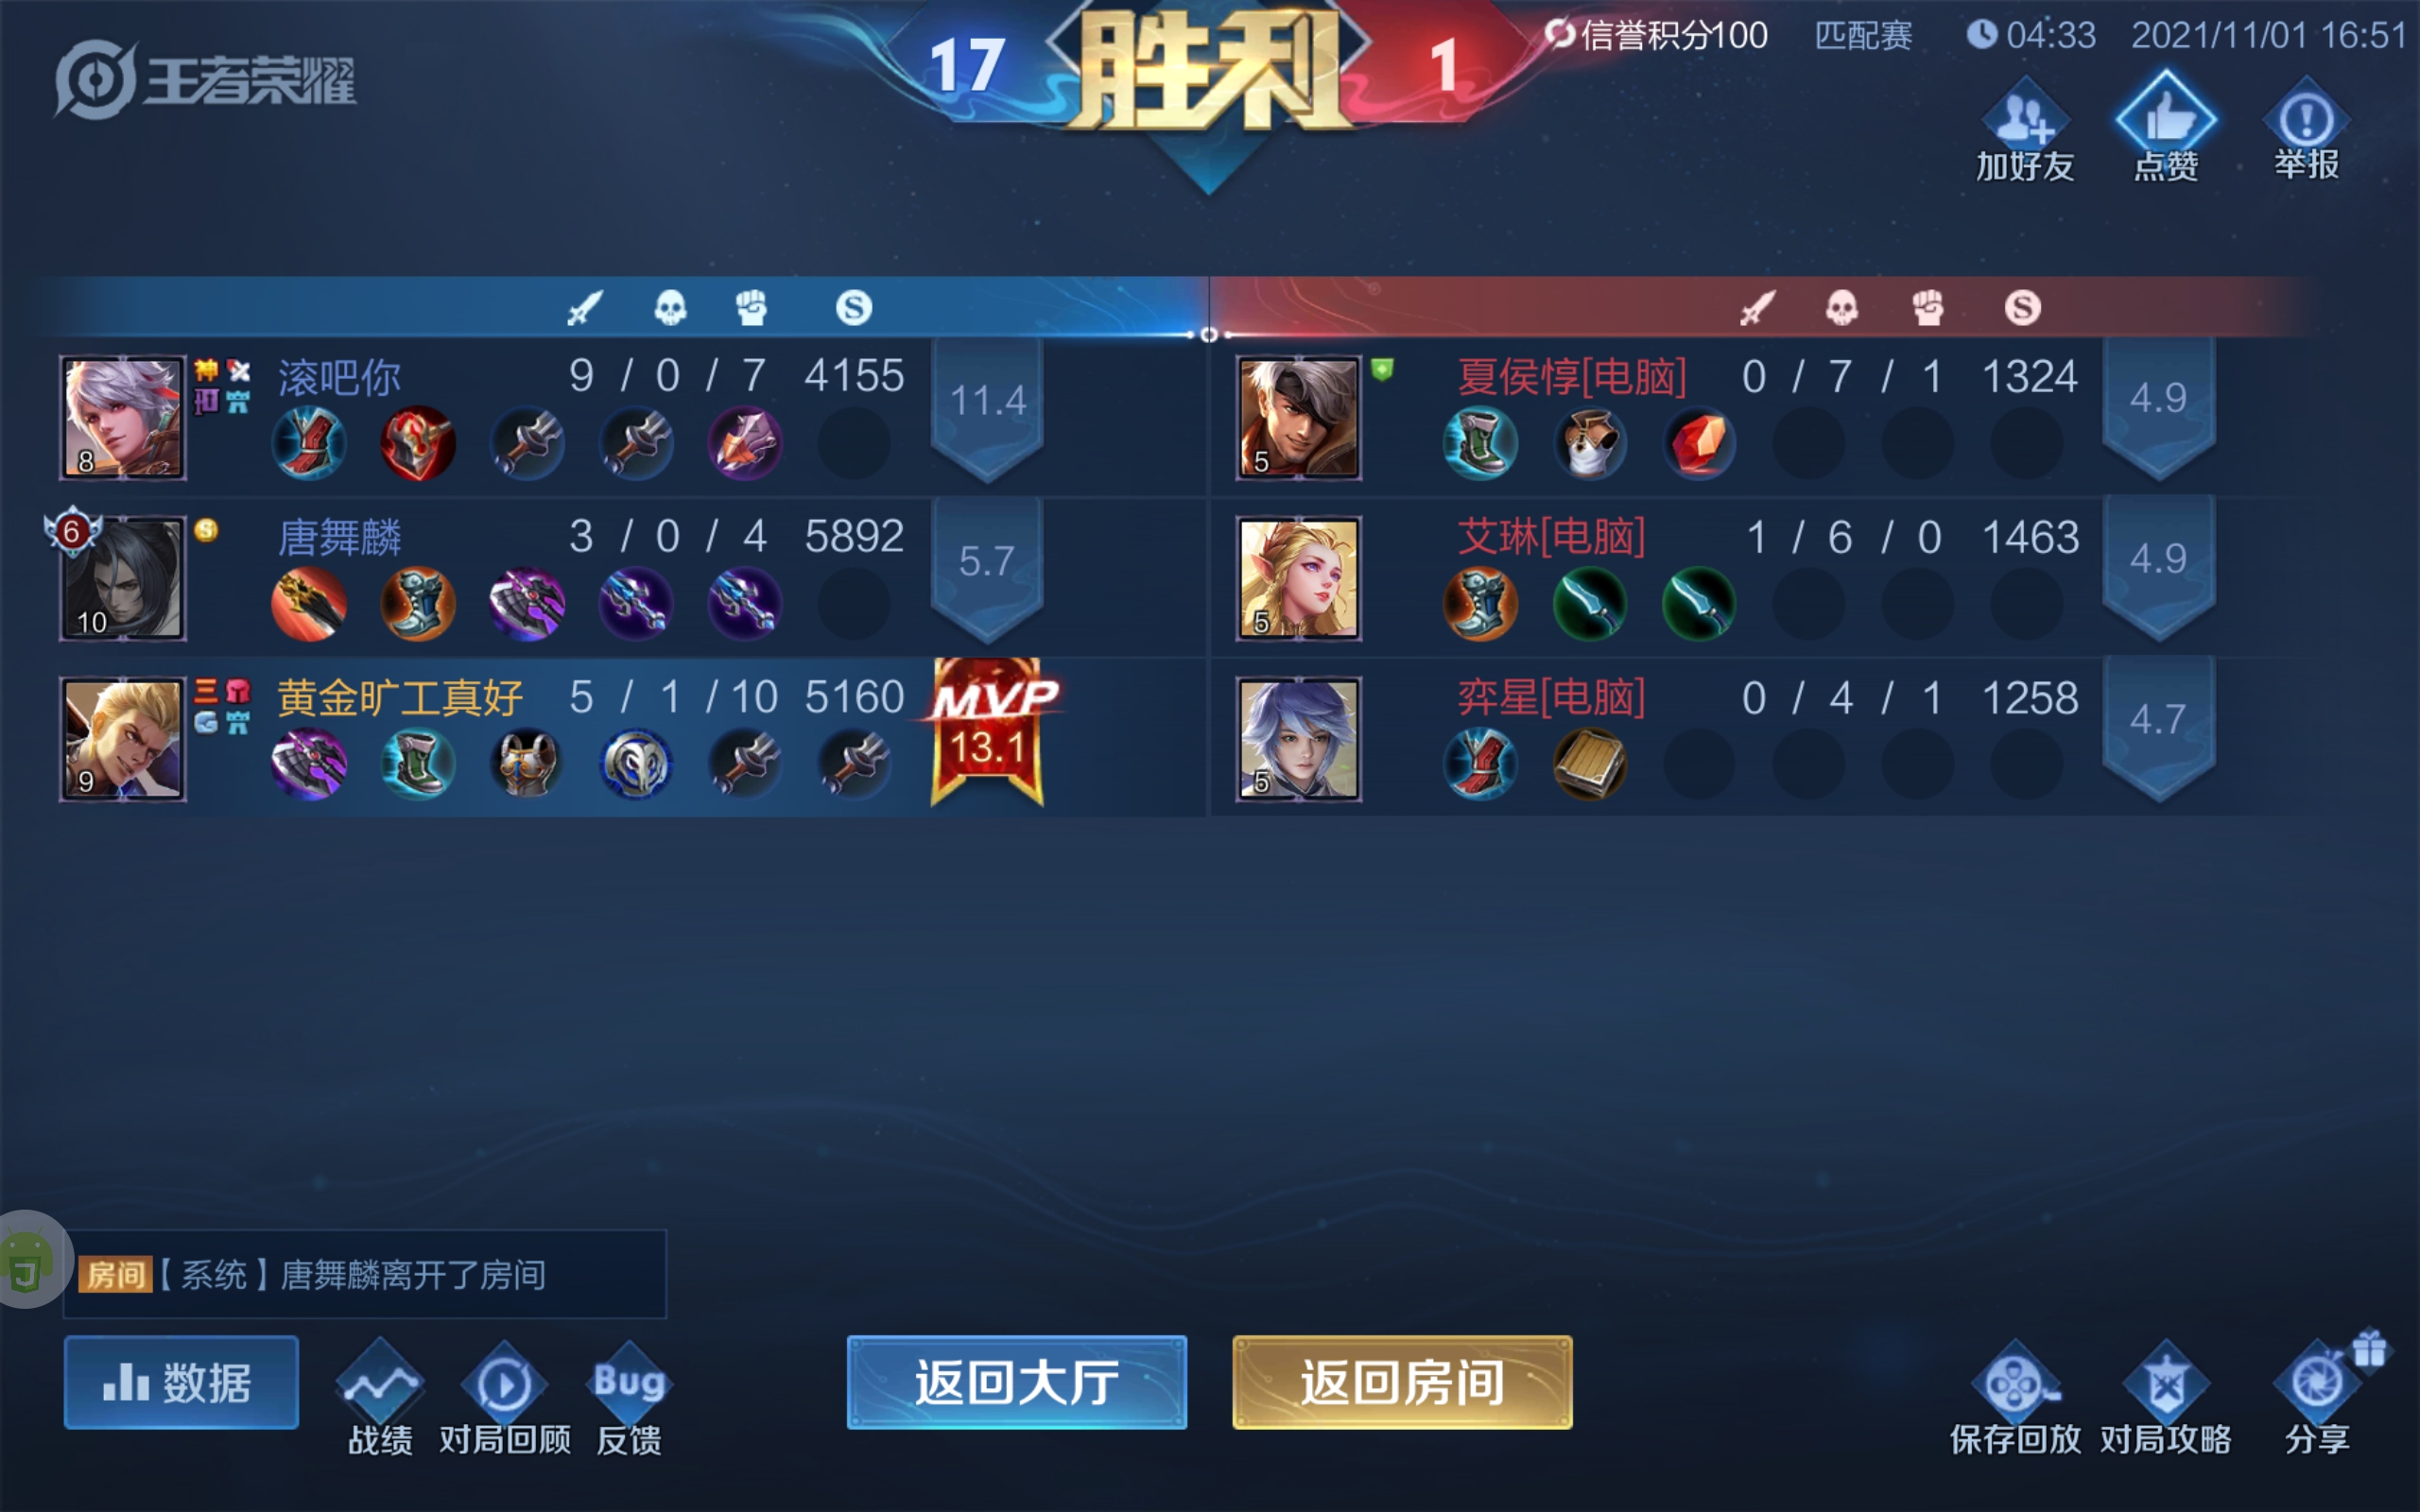 王者荣耀
17 胜利 1
信誉积分100 匹配赛 04:33 2021/11/01 16:51
加好友 点赞 举报
S S
8 神 滚吧你 9 / 0 / 7 4155 11.4
5 夏侯惇[电脑] 0 / 7 / 1 1324 4.9
6 10 S 唐舞麟 3 / 0 / 4 5892 5.7
5 艾琳[电脑] 1 / 6 / 0 1463 4.9
9 三 黄金旷工真好 5 / 1 / 10 5160 MVP 13.1
5 弈星[电脑] 0 / 4 / 1 1258 4.7
J
房间【系统】唐舞麟离开了房间
数据 战绩 对局回顾 Bug 反馈
返回大厅 返回房间
保存回放 对局攻略 分享